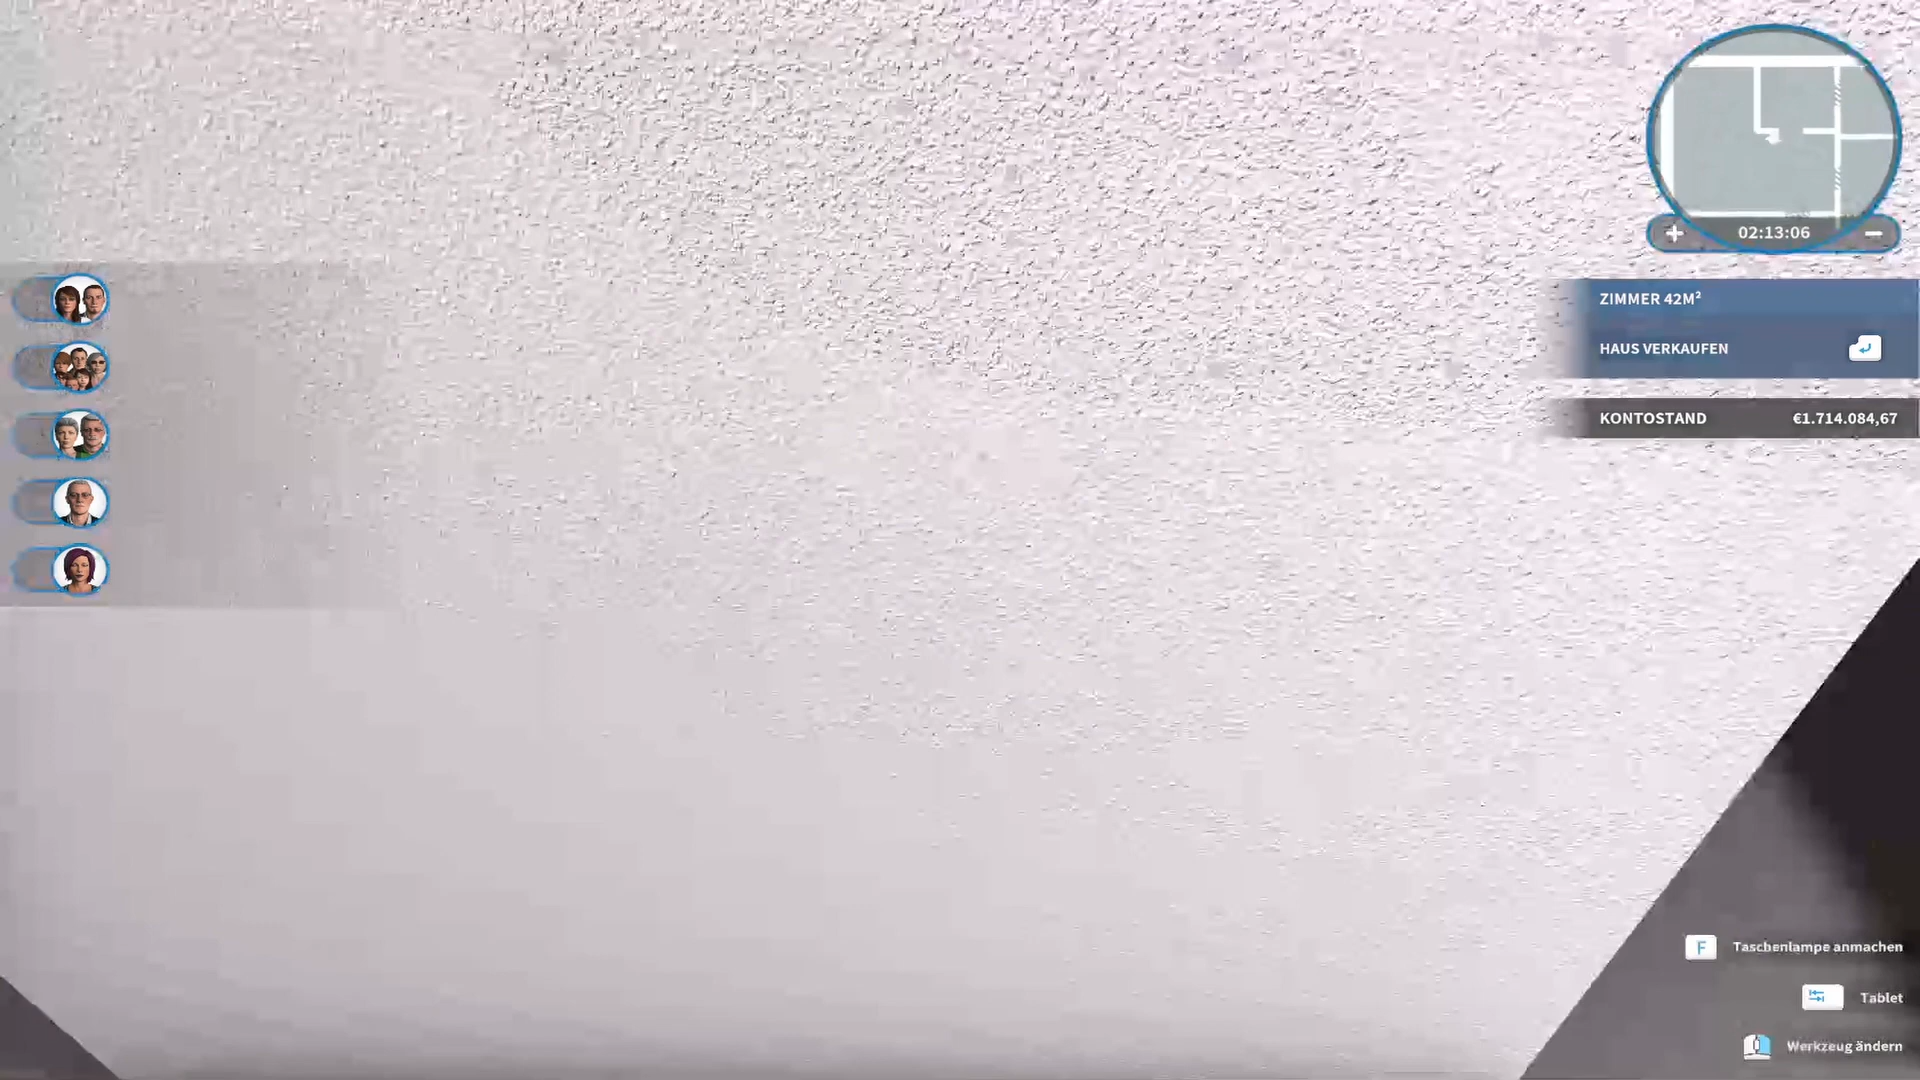 02:13:06
ZIMMER 42M²
HAUS VERKAUFEN
KONTOSTAND €1.714.084,67
F Taschenlampe anmachen
Tablet
Werkzeug ändern